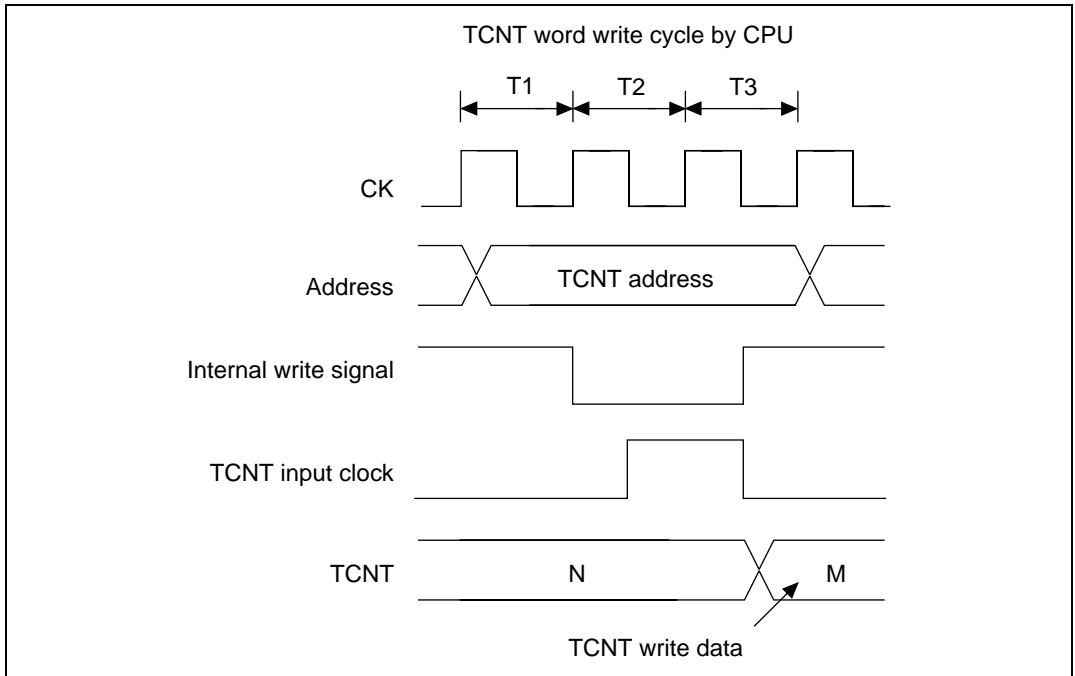 TCNT word write cycle by CPU
T1 T2 T3
CK
Address
TCNT address
Internal write signal
TCNT input clock
TCNT
N
M
TCNT write data